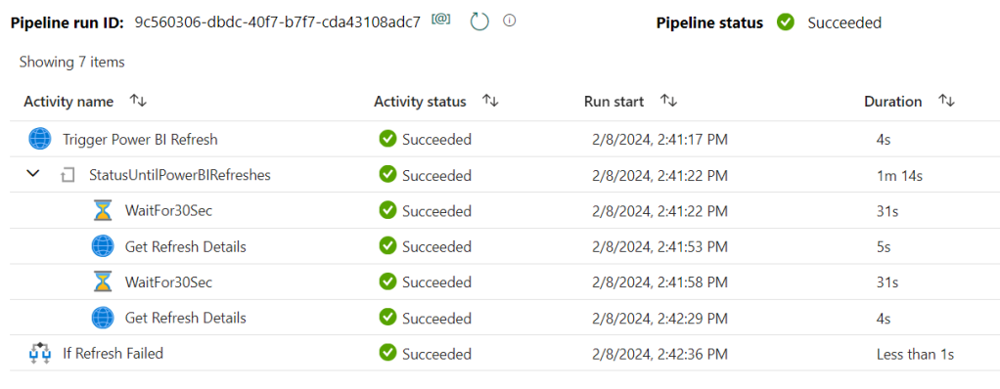 Pipeline run ID: 9c560306-dbdc-40f7-b7f7-cda43108adc7 [@] Pipeline status Succeeded
Showing 7 items
Activity name Activity status Run start Duration
Trigger Power BI Refresh Succeeded 2/8/2024, 2:41:17 PM 4s
StatusUntilPowerBIRefreshes Succeeded 2/8/2024, 2:41:22 PM 1m 14s
WaitFor30Sec Succeeded 2/8/2024, 2:41:22 PM 31s
Get Refresh Details Succeeded 2/8/2024, 2:41:53 PM 5s
WaitFor30Sec Succeeded 2/8/2024, 2:41:58 PM 31s
Get Refresh Details Succeeded 2/8/2024, 2:42:29 PM 4s
If Refresh Failed Succeeded 2/8/2024, 2:42:36 PM Less than 1s